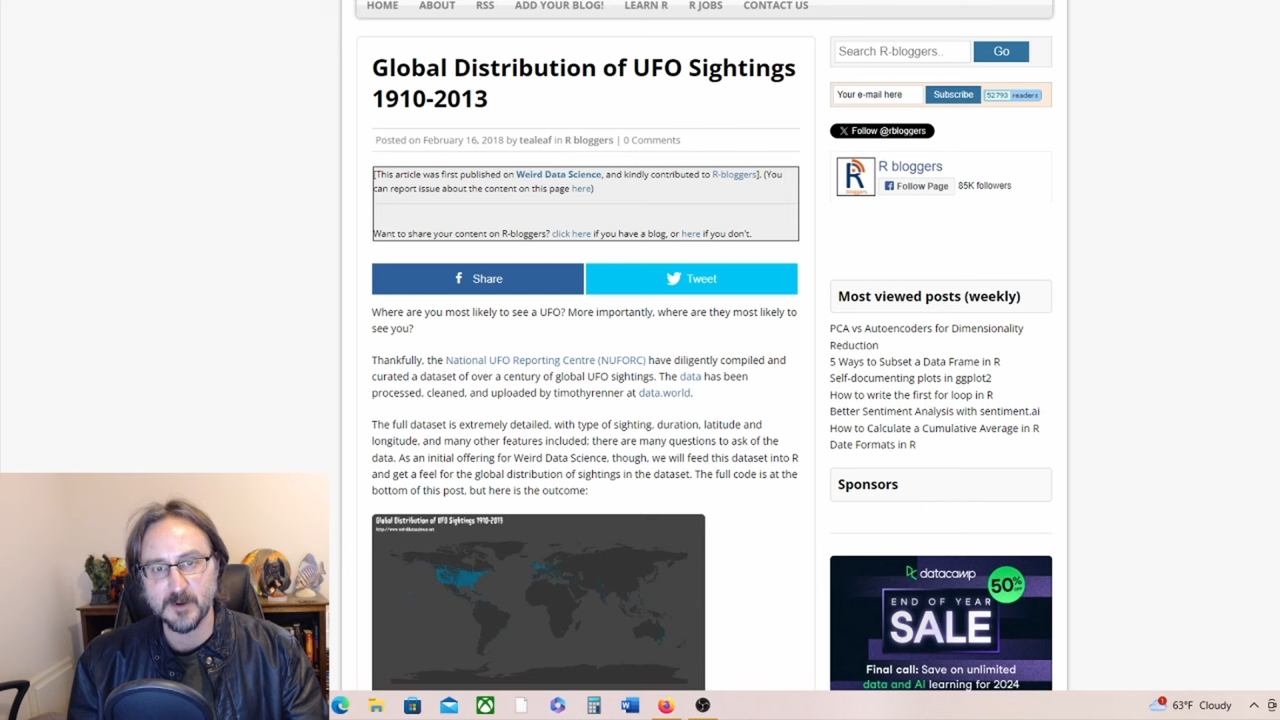 HOME ABOUT RSS ADD YOUR BLOG! LEARN R R JOBS CONTACT US
Global Distribution of UFO Sightings
1910-2013
Posted on February 16, 2018 by tealeaf in R bloggers | 0 Comments
[This article was first published on Weird Data Science, and kindly contributed to R-bloggers]. (You
can report issue about the content on this page here)
Want to share your content on R-bloggers? click here if you have a blog, or here if you don't.
Share
Tweet
Where are you most likely to see a UFO? More importantly, where are they most likely to
see you?
Thankfully, the National UFO Reporting Centre (NUFORC) have diligently compiled and
curated a dataset of over a century of global UFO sightings. The data has been
processed, cleaned, and uploaded by timothyrenner at data.world.
The full dataset is extremely detailed, with type of sighting, duration, latitude and
longitude, and many other features included; there are many questions to ask of the
data. As an initial offering for Weird Data Science, though, we will feed this dataset into R
and get a feel for the global distribution of sightings in the dataset. The full code is at the
bottom of this post, but here is the outcome:
Global Distribution of UFO Sightings 1910-2013
http://www.weirddatascience.net
Search R-bloggers..
Go
Your e-mail here
Subscribe
52793 readers
X Follow @rbloggers
R
bloggers
R bloggers
Follow Page
85K followers
Most viewed posts (weekly)
PCA vs Autoencoders for Dimensionality
Reduction
5 Ways to Subset a Data Frame in R
Self-documenting plots in ggplot2
How to write the first for loop in R
Better Sentiment Analysis with sentiment.ai
How to Calculate a Cumulative Average in R
Date Formats in R
Sponsors
datacamp
50%
OFF
END OF YEAR
SALE
Final call: Save on unlimited
data and AI learning for 2024
63°F Cloudy